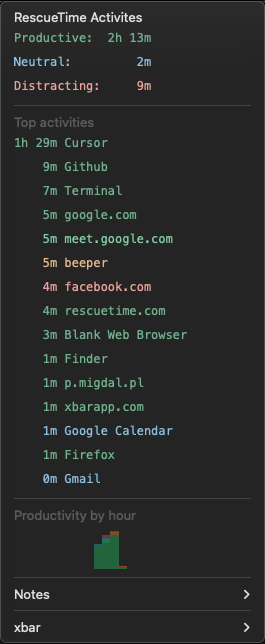 RescueTime Activites
Productive: 2h 13m
Neutral: 2m
Distracting: 9m
Top activities
1h 29m Cursor
9m Github
7m Terminal
5m google.com
5m meet.google.com
5m beeper
4m facebook.com
4m rescuetime.com
3m Blank Web Browser
1m Finder
1m p.migdal.pl
1m xbarapp.com
1m Google Calendar
1m Firefox
0m Gmail
Productivity by hour
Notes
xbar